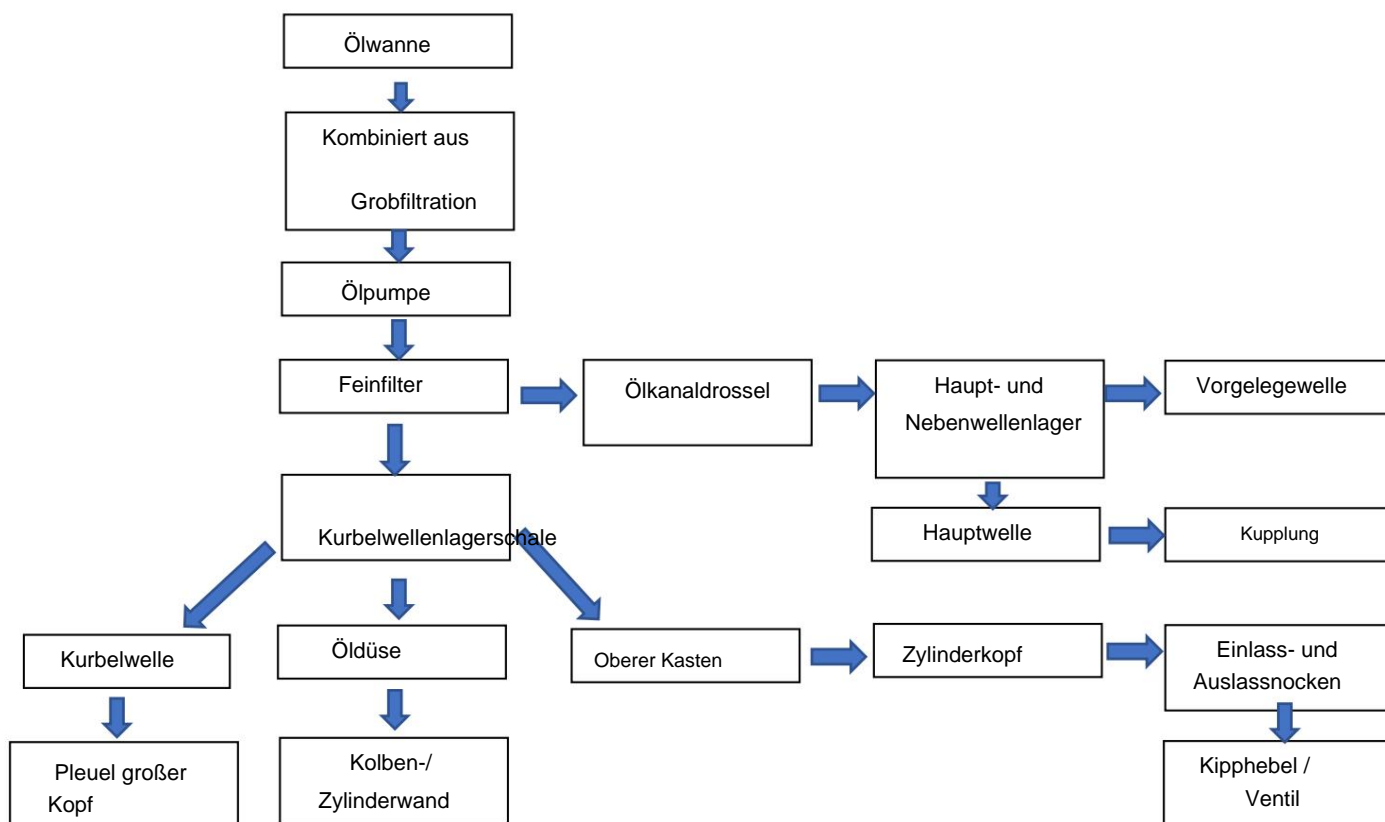 Ölwanne
Kombiniert aus
Grobfiltration
Ölpumpe
Feinfilter
Ölkanaldrossel
Haupt- und
Nebenwellenlager
Vorgelegewelle
Kurbelwellenlagerschale
Hauptwelle
Kupplung
Kurbelwelle
Öldüse
Oberer Kasten
Zylinderkopf
Einlass- und
Auslassnocken
Pleuel großer
Kopf
Kolben-/
Zylinderwand
Kipphebel /
Ventil